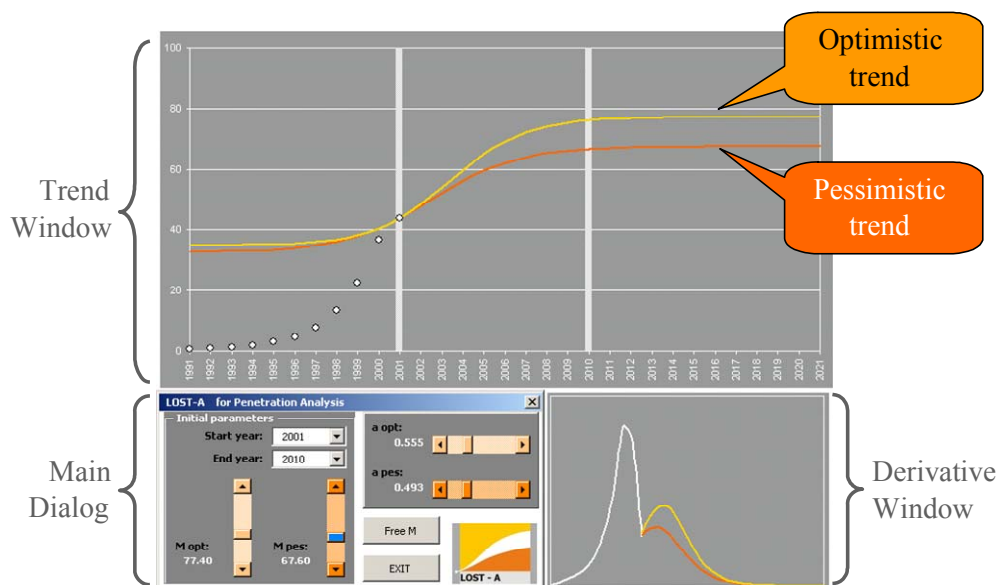 Optimistic
trend
Pessimistic
trend
Trend
Window
100
80
60
40
20
0
1991 1992 1993 1994 1995 1996 1997 1998 1999 2000 2001 2002 2003 2004 2005 2006 2007 2008 2009 2010 2011 2012 2013 2014 2015 2016 2017 2018 2019 2020 2021
Main
Dialog
LOST-A for Penetration Analysis
Initial parameters
Start year: 2001
End year: 2010
M opt:
77.40
M pes:
67.60
a opt:
0.555
a pes:
0.493
Free M
EXIT
LOST - A
Derivative
Window